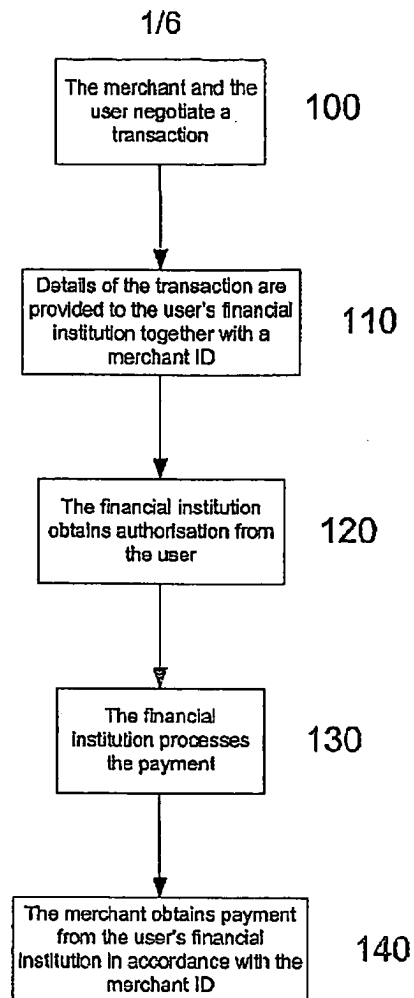 1/6
The merchant and the
user negotiate a
transaction
100
Details of the transaction are
provided to the user's financial
institution together with a
merchant ID
110
The financial institution
obtains authorisation from
the user
120
The financial
institution processes
the payment
130
The merchant obtains payment
from the user's financial
institution in accordance with the
merchant ID
140